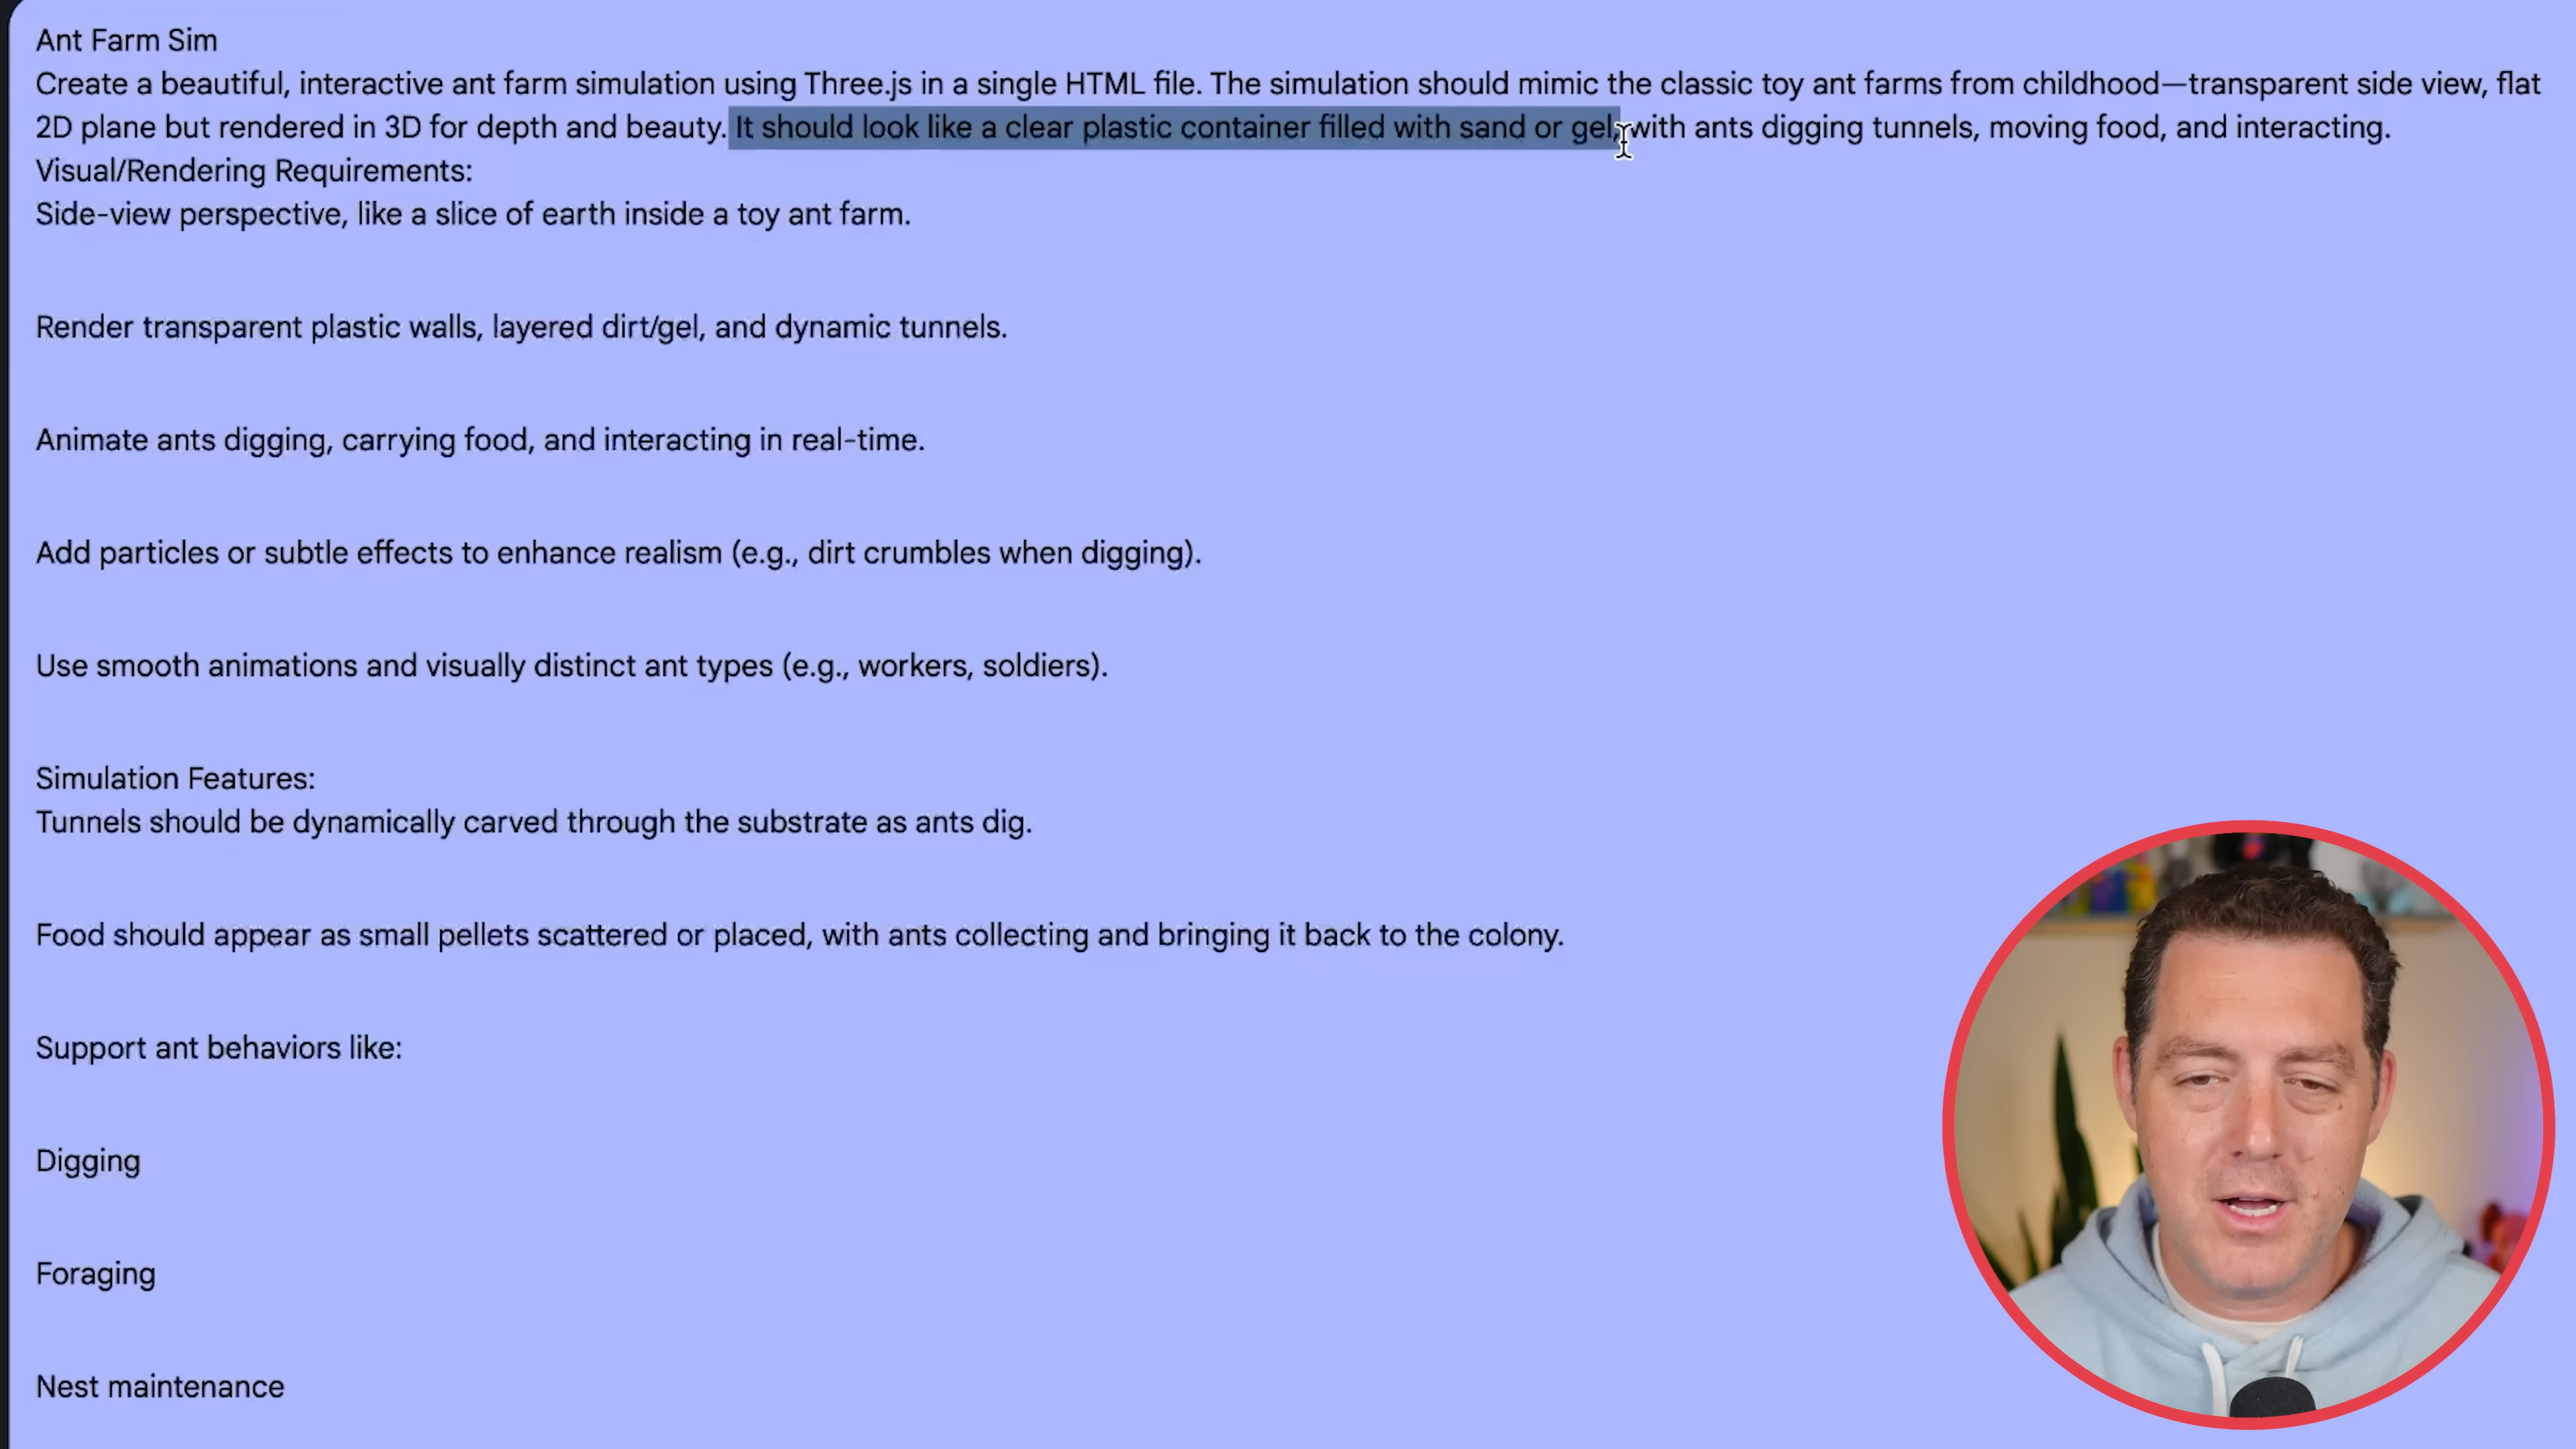 Ant Farm Sim
Create a beautiful, interactive ant farm simulation using Three.js in a single HTML file. The simulation should mimic the classic toy ant farms from childhood—transparent side view, flat
2D plane but rendered in 3D for depth and beauty. It should look like a clear plastic container filled with sand or gel, with ants digging tunnels, moving food, and interacting.
Visual/Rendering Requirements:
Side-view perspective, like a slice of earth inside a toy ant farm.
Render transparent plastic walls, layered dirt/gel, and dynamic tunnels.
Animate ants digging, carrying food, and interacting in real-time.
Add particles or subtle effects to enhance realism (e.g., dirt crumbles when digging).
Use smooth animations and visually distinct ant types (e.g., workers, soldiers).
Simulation Features:
Tunnels should be dynamically carved through the substrate as ants dig.
Food should appear as small pellets scattered or placed, with ants collecting and bringing it back to the colony.
Support ant behaviors like:
Digging
Foraging
Nest maintenance